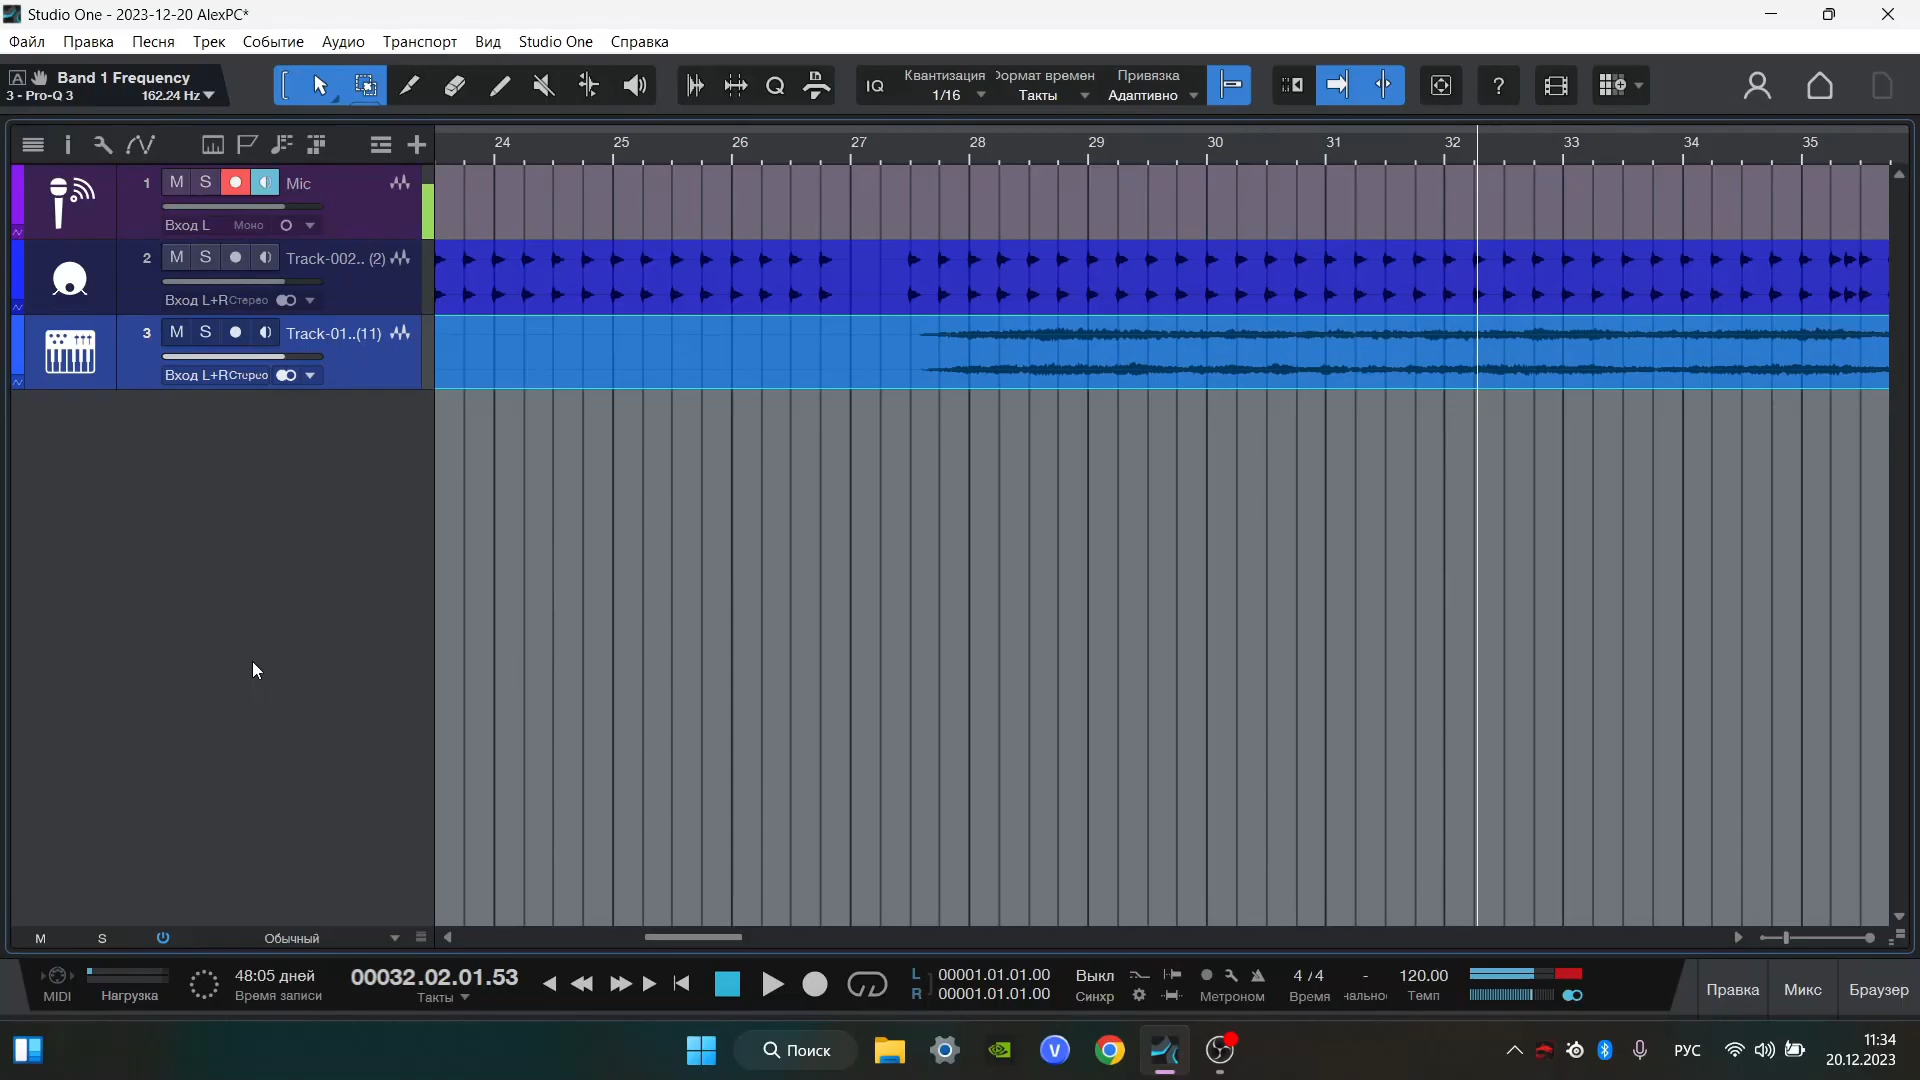 Studio One - 2023-12-20 AlexPC*
Файл Правка Песня Трек Событие Аудио Транспорт Вид Studio One Справка
A Band 1 Frequency
3 - Pro-Q 3 162.24 Hz
IQ Квантизация Формат времен Привязка
1/16 Такты Адаптивно
?
24 25 26 27 28 29 30 31 32 33 34 35
1 M S Mic
Вход L Моно
2 M S Track-002.. (2)
Вход L+R Стерео
3 M S Track-01..(11)
Вход L+R Стерео
M S Обычный
MIDI Нагрузка
48:05 дней
Время записи
00032.02.01.53
Такты
L 00001.01.01.00
R 00001.01.01.00
Выкл
Синхр
Метроном
4 / 4
Время
-
нально
120.00
Темп
Правка Микс Браузер
Поиск
V
РУС
11:34
20.12.2023